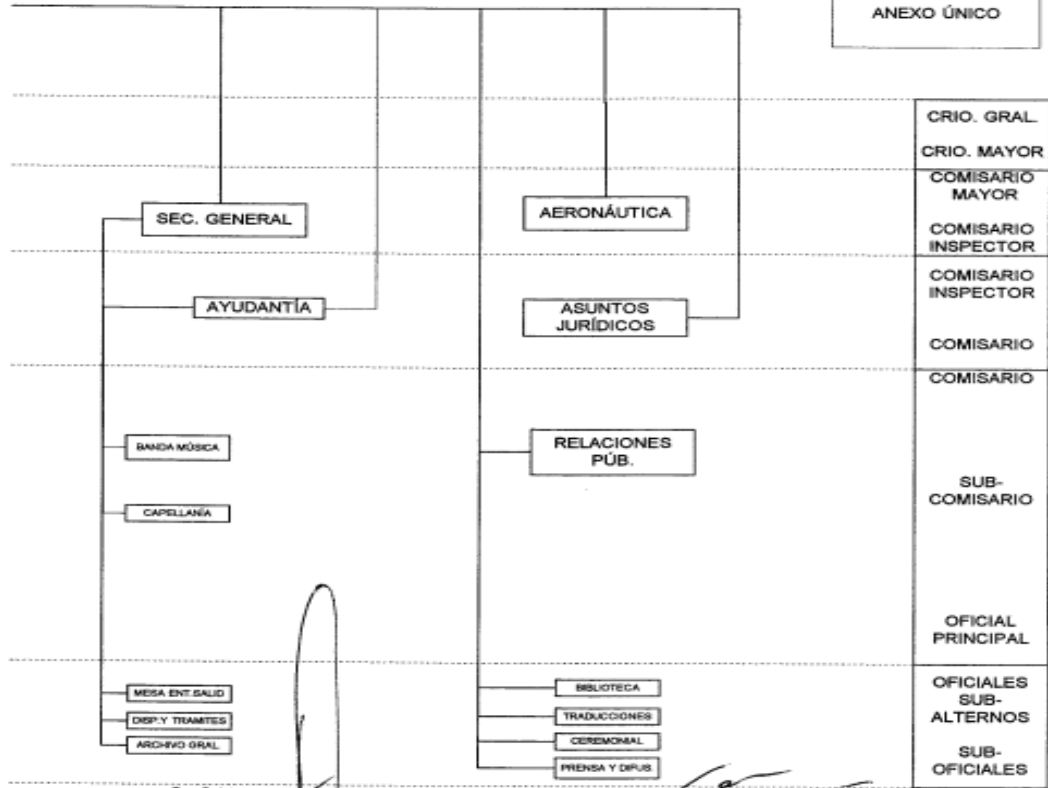 ANEXO ÚNICO
CRIO. GRAL.
CRIO. MAYOR
COMISARIO
MAYOR
SEC. GENERAL
AERONÁUTICA
COMISARIO
INSPECTOR
AYUDANTÍA
ASUNTOS
JURÍDICOS
COMISARIO
INSPECTOR
COMISARIO
COMISARIO
BANDA MÚSICA
RELACIONES
PÚB.
CAPELLANÍA
SUB-
COMISARIO
OFICIAL
PRINCIPAL
MESA ENT.SALID
DISP.Y TRAMITES
ARCHIVO GRAL
BIBLIOTECA
TRADUCCIONES
CEREMONIAL
PRENSA Y DIFUS.
OFICIALES
SUB-
ALTERNOS
SUB-
OFICIALES